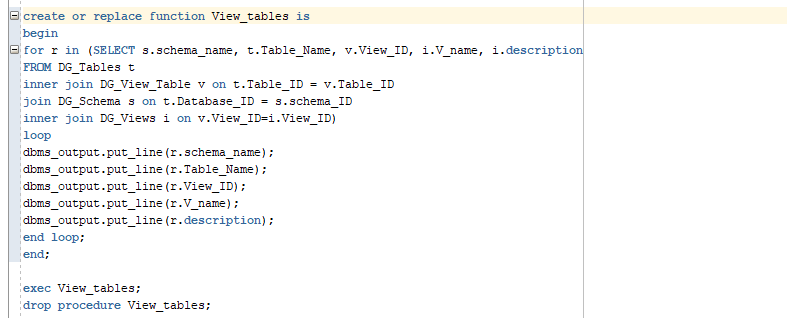 create or replace function View_tables is
begin
for r in (SELECT s.schema_name, t.Table_Name, v.View_ID, i.V_name, i.description
FROM DG_Tables t
inner join DG_View_Table v on t.Table_ID = v.Table_ID
join DG_Schema s on t.Database_ID = s.schema_ID
inner join DG_Views i on v.View_ID=i.View_ID)
loop
dbms_output.put_line(r.schema_name);
dbms_output.put_line(r.Table_Name);
dbms_output.put_line(r.View_ID);
dbms_output.put_line(r.V_name);
dbms_output.put_line(r.description);
end loop;
end;
exec View_tables;
drop procedure View_tables;